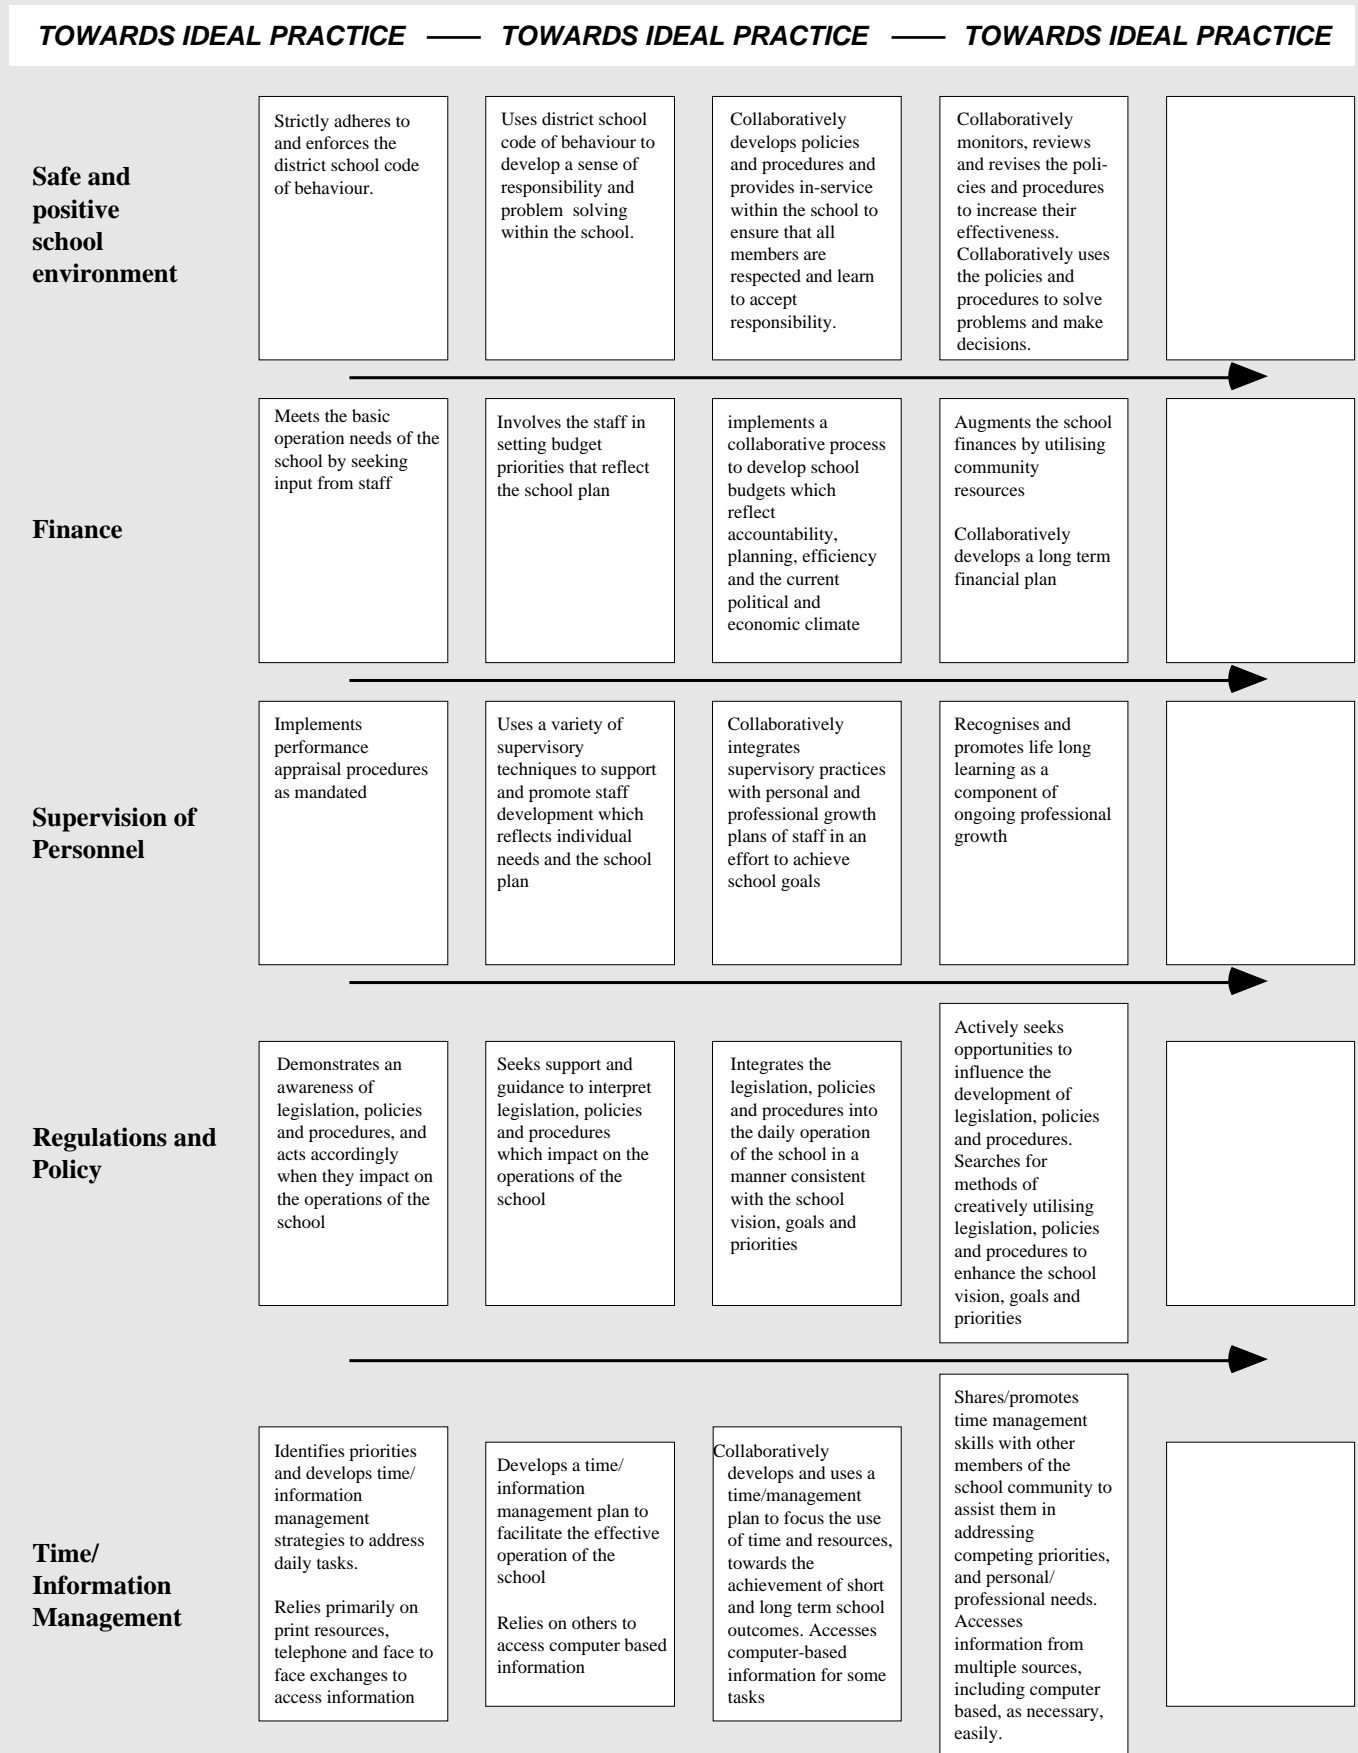 TOWARDS IDEAL PRACTICE —— TOWARDS IDEAL PRACTICE —— TOWARDS IDEAL PRACTICE
Safe and
positive
school
environment
Strictly adheres to
and enforces the
district school code
of behaviour.
Uses district school
code of behaviour to
develop a sense of
responsibility and
problem solving
within the school.
Collaboratively
develops policies
and procedures and
provides in-service
within the school to
ensure that all
members are
respected and learn
to accept
responsibility.
Collaboratively
monitors, reviews
and revises the poli-
cies and procedures
to increase their
effectiveness.
Collaboratively uses
the policies and
procedures to solve
problems and make
decisions.
Finance
Meets the basic
operation needs of the
school by seeking
input from staff
Involves the staff in
setting budget
priorities that reflect
the school plan
implements a
collaborative process
to develop school
budgets which
reflect
accountability,
planning, efficiency
and the current
political and
economic climate
Augments the school
finances by utilising
community
resources
Collaboratively
develops a long term
financial plan
Supervision of
Personnel
Implements
performance
appraisal procedures
as mandated
Uses a variety of
supervisory
techniques to support
and promote staff
development which
reflects individual
needs and the school
plan
Collaboratively
integrates
supervisory practices
with personal and
professional growth
plans of staff in an
effort to achieve
school goals
Recognises and
promotes life long
learning as a
component of
ongoing professional
growth
Regulations and
Policy
Demonstrates an
awareness of
legislation, policies
and procedures, and
acts accordingly
when they impact on
the operations of the
school
Seeks support and
guidance to interpret
legislation, policies
and procedures
which impact on the
operations of the
school
Integrates the
legislation, policies
and procedures into
the daily operation
of the school in a
manner consistent
with the school
vision, goals and
priorities
Actively seeks
opportunities to
influence the
development of
legislation, policies
and procedures.
Searches for
methods of
creatively utilising
legislation, policies
and procedures to
enhance the school
vision, goals and
priorities
Time/
Information
Management
Identifies priorities
and develops time/
information
management
strategies to address
daily tasks.
Relies primarily on
print resources,
telephone and face to
face exchanges to
access information
Develops a time/
information
management plan to
facilitate the effective
operation of the
school
Relies on others to
access computer based
information
Collaboratively
develops and uses a
time/management
plan to focus the use
of time and resources,
towards the
achievement of short
and long term school
outcomes. Accesses
computer-based
information for some
tasks
Shares/promotes
time management
skills with other
members of the
school community to
assist them in
addressing
competing priorities,
and personal/
professional needs.
Accesses
information from
multiple sources,
including computer
based, as necessary,
easily.